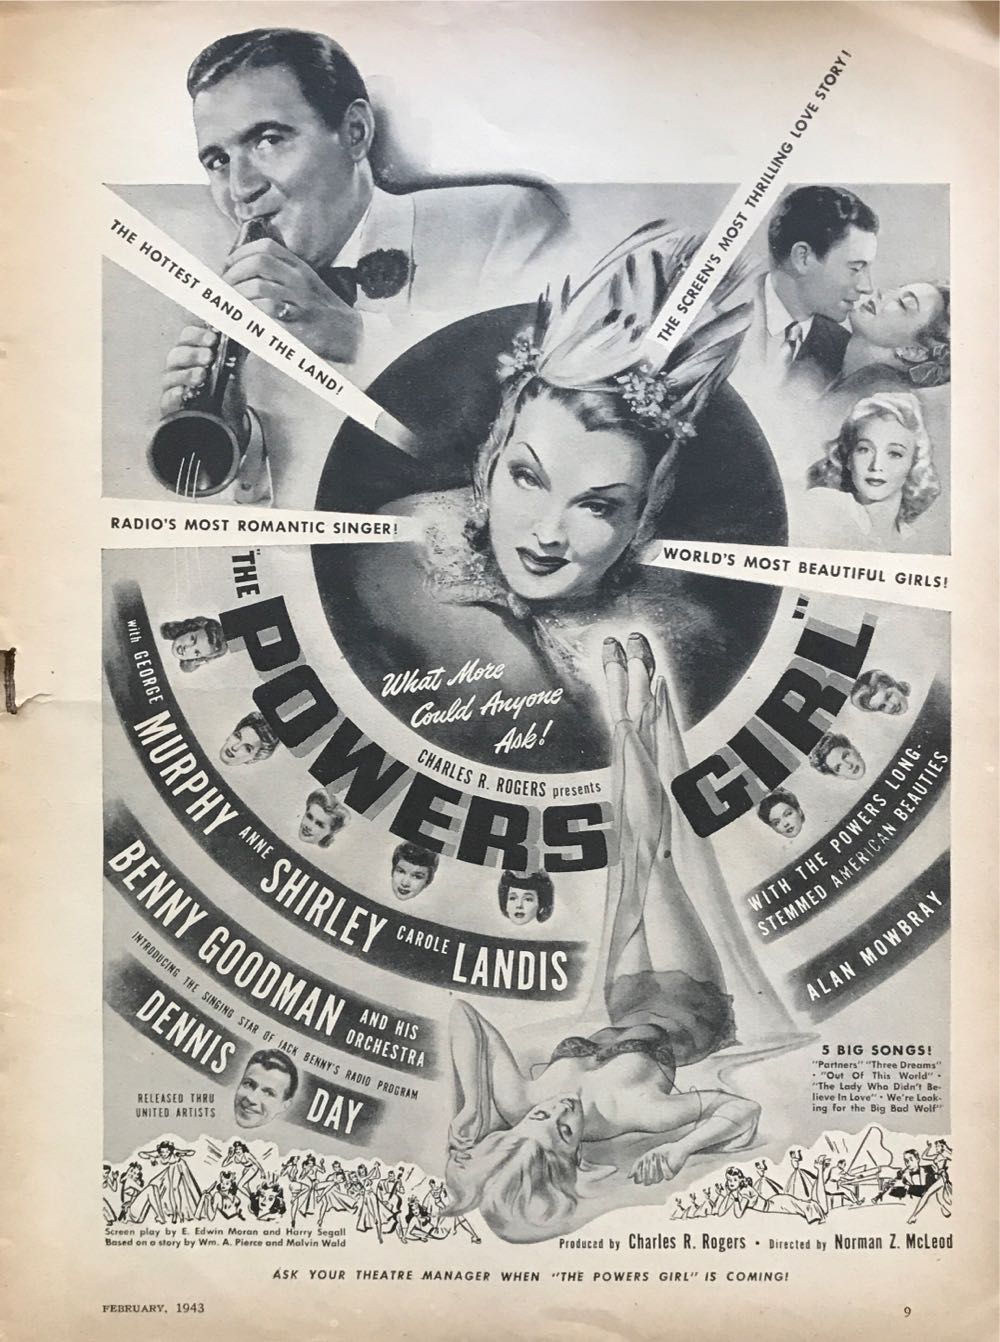 THE HOTTEST BAND IN THE LAND!
THE SCREEN'S MOST THRILLING LOVE STORY!
RADIO'S MOST ROMANTIC SINGER!
WORLD'S MOST BEAUTIFUL GIRLS!
What More
Could Anyone
Ask!
CHARLES R. ROGERS presents
"THE POWERS GIRL"
with GEORGE MURPHY ANNE SHIRLEY CAROLE LANDIS
BENNY GOODMAN AND HIS
ORCHESTRA
INTRODUCING THE SINGING STAR OF JACK BENNY'S RADIO PROGRAM
DENNIS DAY
WITH THE POWERS LONG-
STEMMED AMERICAN BEAUTIES
ALAN MOWBRAY
RELEASED THRU
UNITED ARTISTS
5 BIG SONGS!
"Partners" "Three Dreams"
• "Out Of This World" •
"The Lady Who Didn't Be-
lieve In Love" • We're Look-
ing for the Big Bad Wolf"
Screen play by E. Edwin Moran and Harry Segall
Based on a story by Wm. A. Pierce and Malvin Wald
Produced by Charles R. Rogers • Directed by Norman Z. McLeod
ASK YOUR THEATRE MANAGER WHEN "THE POWERS GIRL" IS COMING!
FEBRUARY, 1943
9